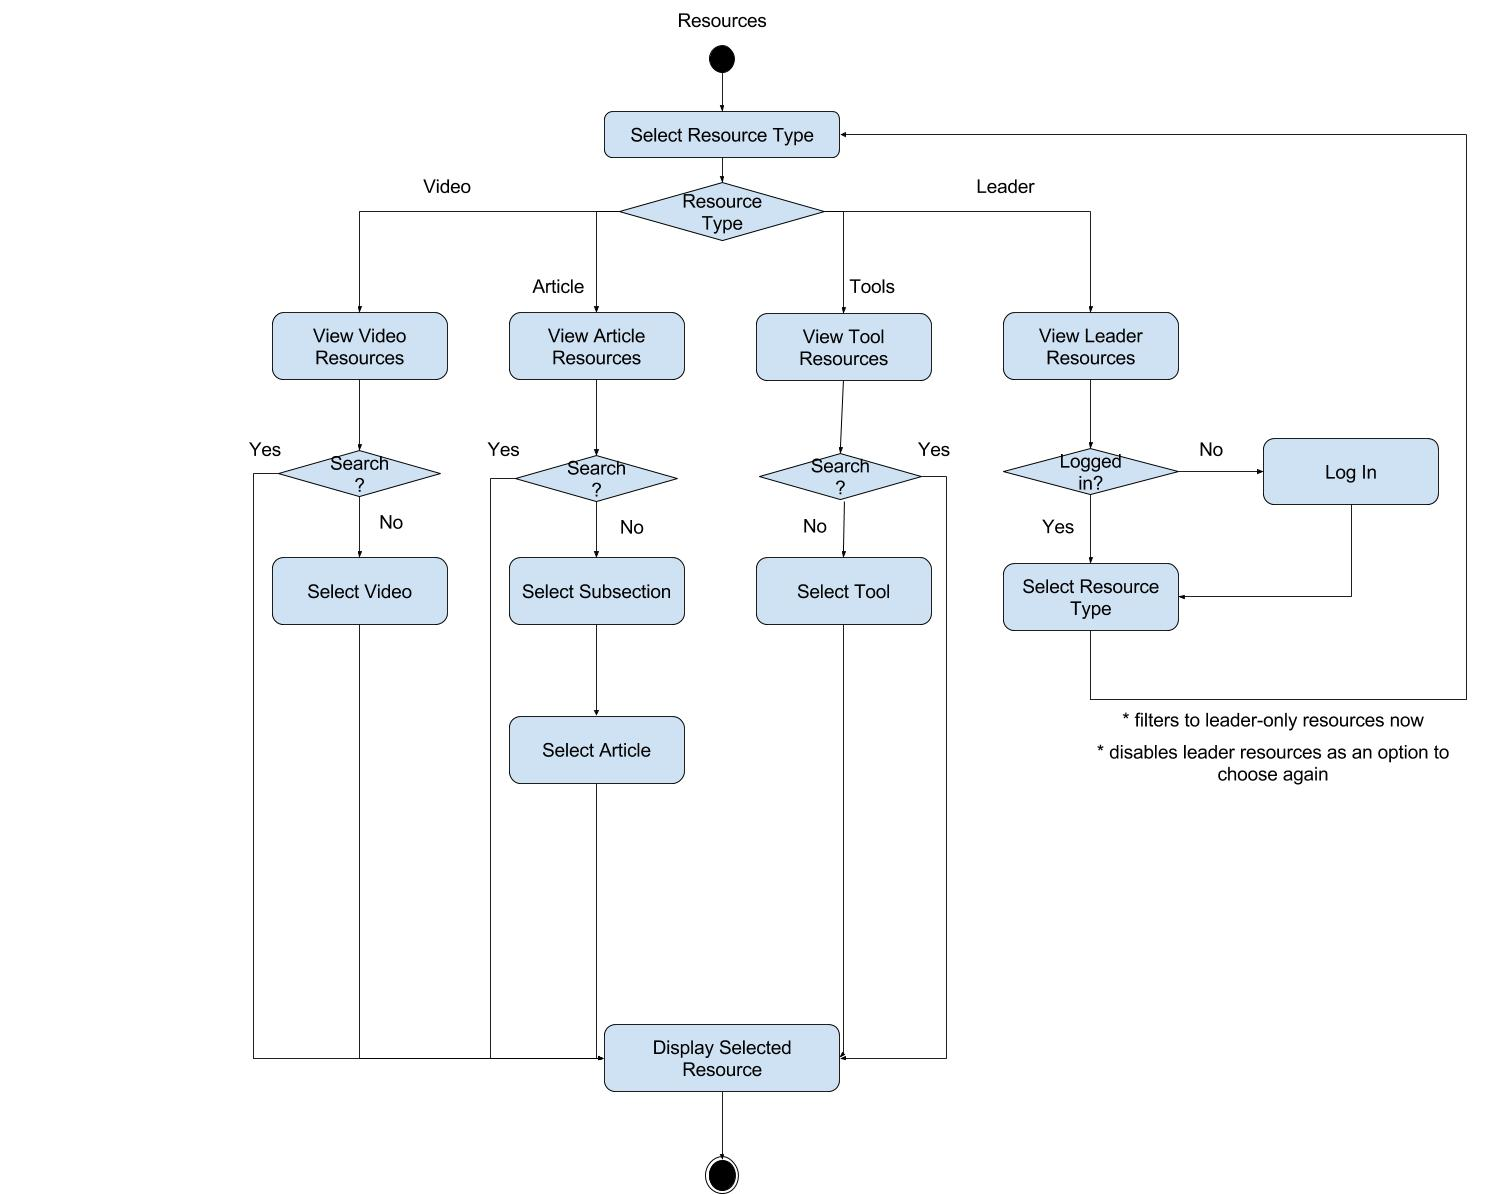 Resources
Select Resource Type
Video
Leader
Resource
Type
Article
Tools
View Video
Resources
View Article
Resources
View Tool
Resources
View Leader
Resources
Yes
Search
?
No
Yes
Search
?
No
Search
?
Yes
No
Logged
in?
No
Log In
Yes
Select Video
Select Subsection
Select Tool
Select Resource
Type
* filters to leader-only resources now
* disables leader resources as an option to
choose again
Select Article
Display Selected
Resource